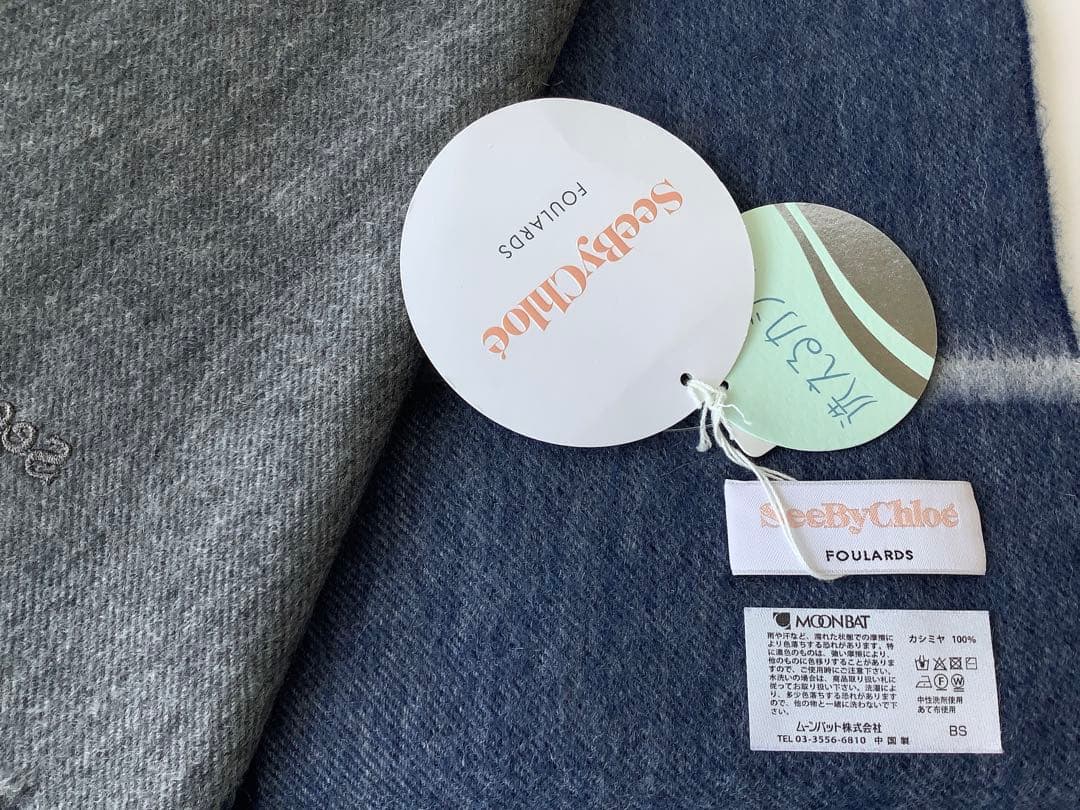 SeeByChloé
FOULARDS
洗えるカシ
SeeByChloé
FOULARDS
MOONBAT
雨や汗など、濡れた状態での摩擦に
より色落ちする恐れがあります。特
に濃色のものは、強い摩擦により、
他のものに色移りすることがありま
すので、ご使用時にご注意下さい。
水洗いの場合は、商品取り扱い札に
従ってお取り扱い下さい。洗濯によ
り、多少色落ちする恐れがあります
ので、他の物と一緒に洗わないで下
さい。
ムーンバット株式会社
TEL 03-3556-6810 中国製
カシミヤ 100%
F W
中性洗剤使用
あて布使用
BS